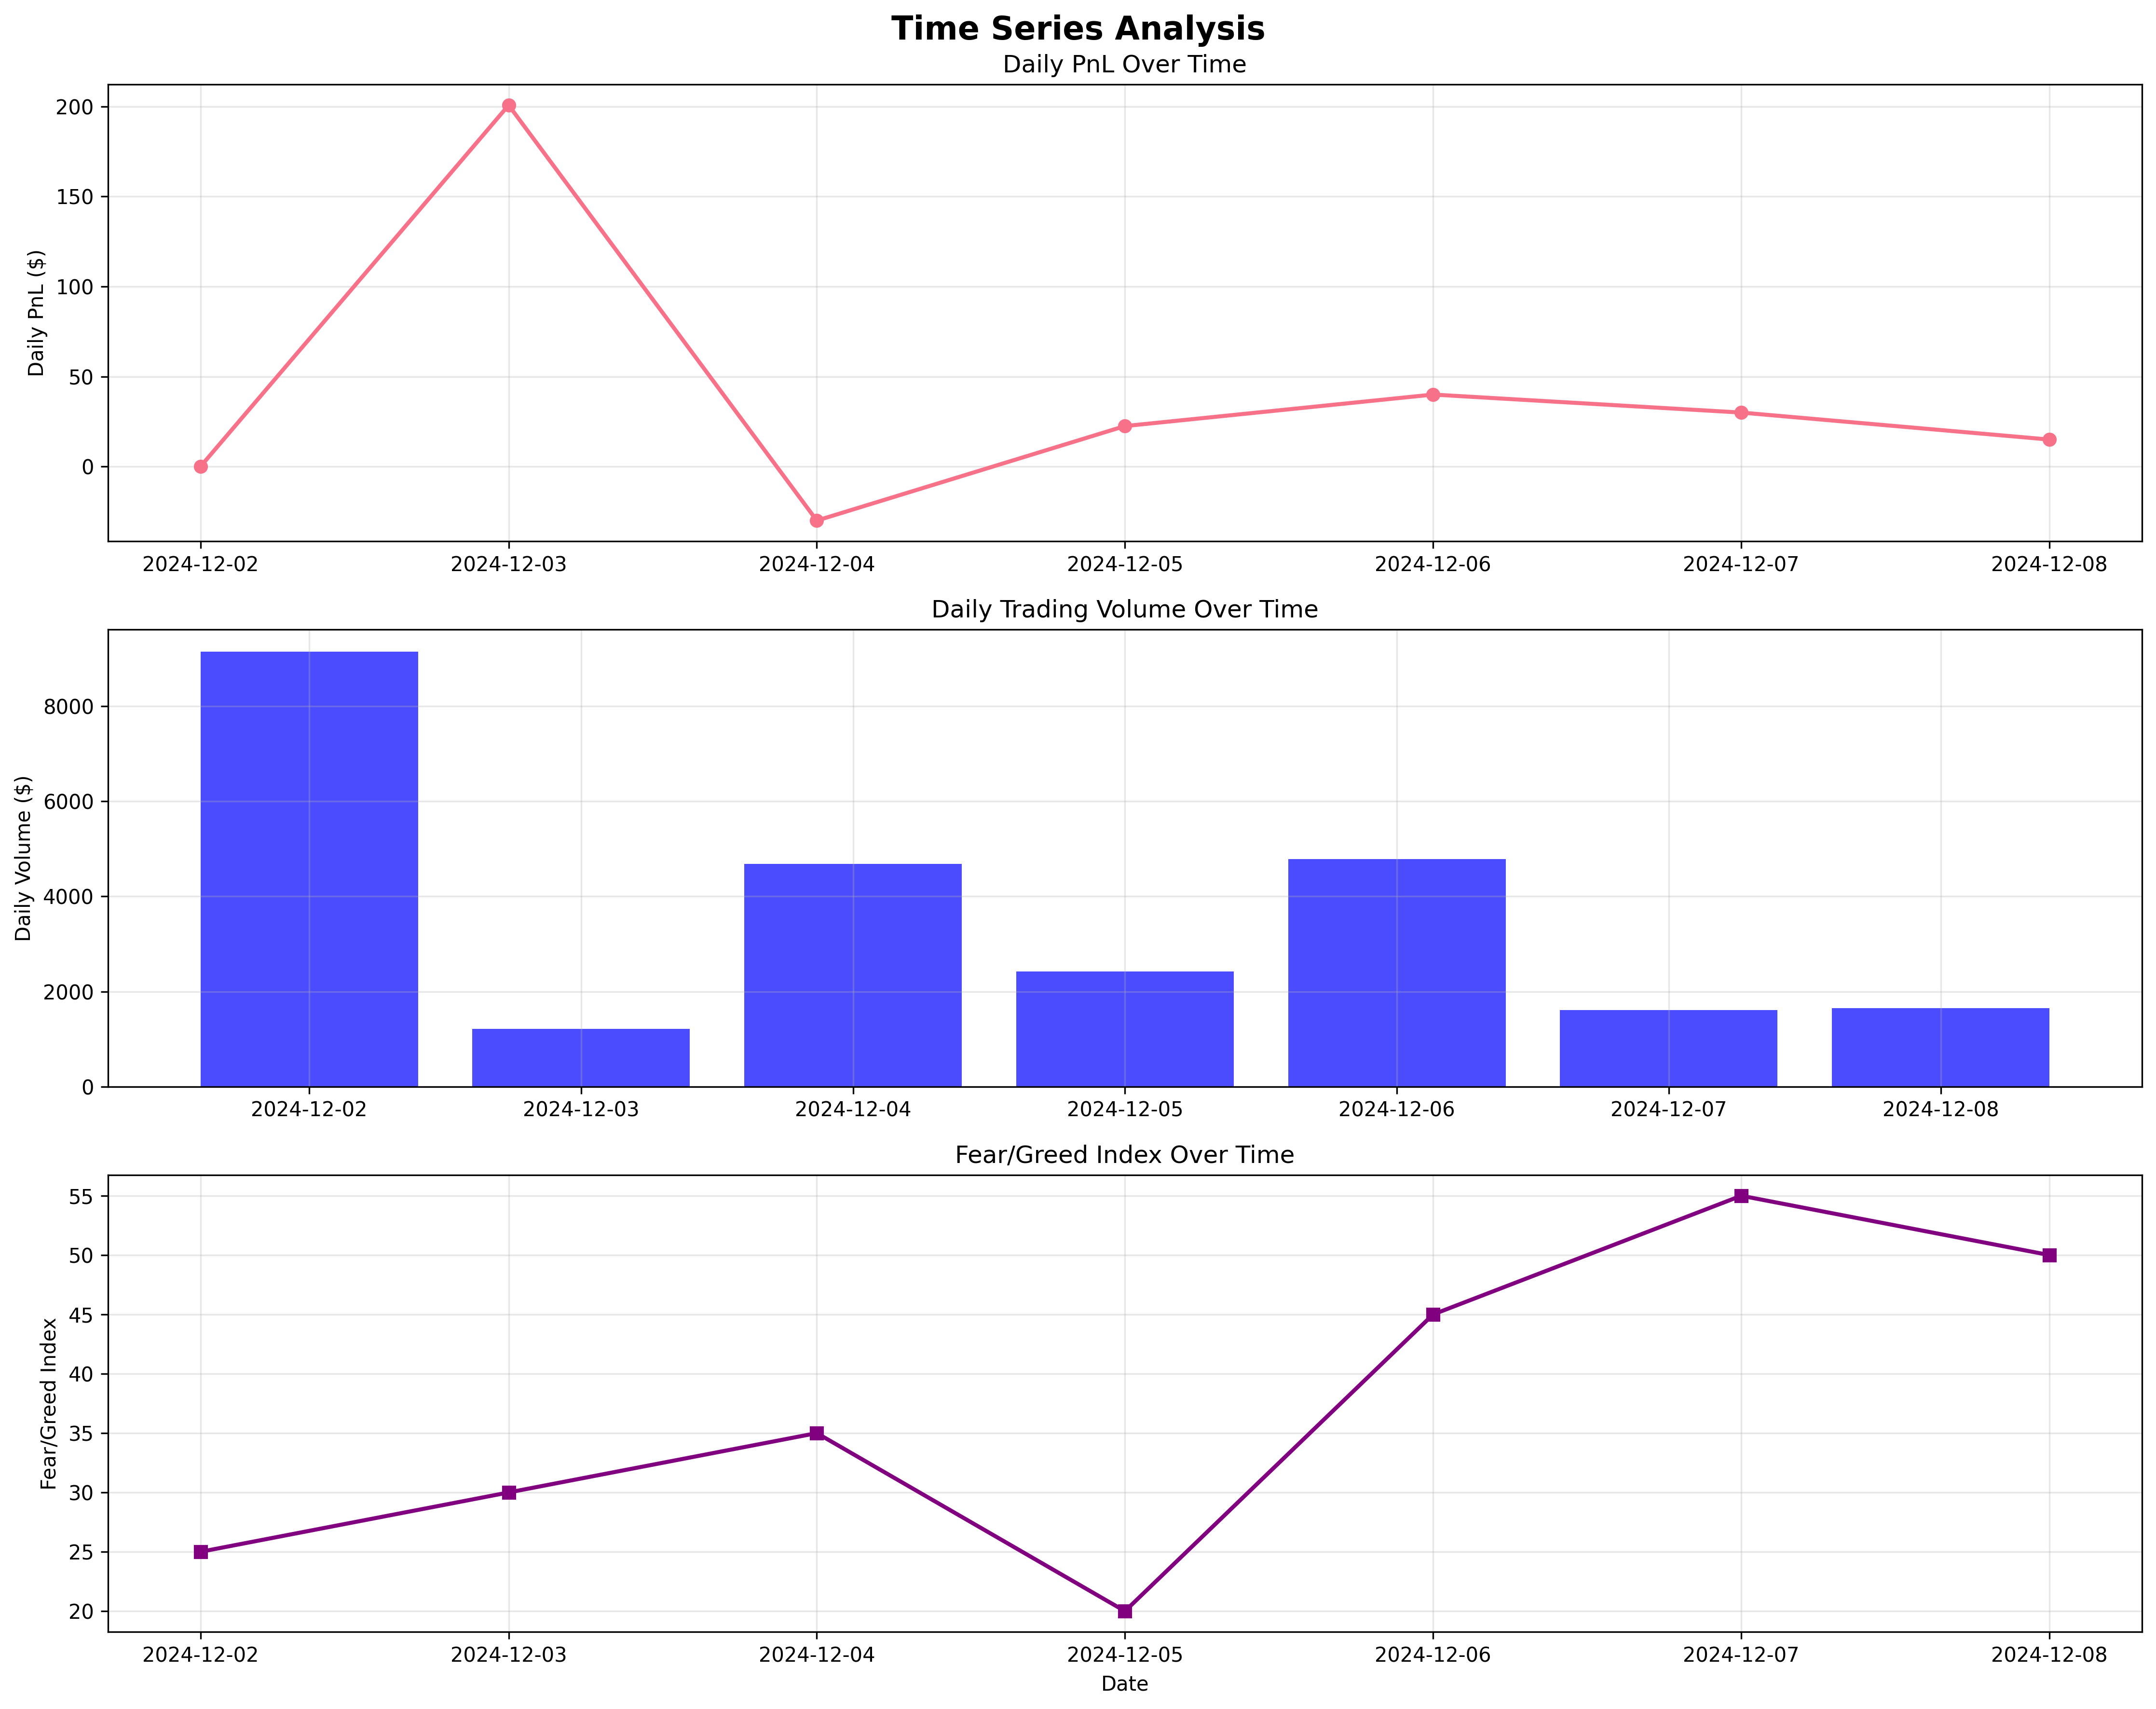 Time Series Analysis
Daily PnL Over Time
Daily PnL ($)
200
150
100
50
0
2024-12-02 2024-12-03 2024-12-04 2024-12-05 2024-12-06 2024-12-07 2024-12-08
Daily Trading Volume Over Time
Daily Volume ($)
8000
6000
4000
2000
0
2024-12-02 2024-12-03 2024-12-04 2024-12-05 2024-12-06 2024-12-07 2024-12-08
Fear/Greed Index Over Time
Fear/Greed Index
55
50
45
40
35
30
25
20
2024-12-02 2024-12-03 2024-12-04 2024-12-05 2024-12-06 2024-12-07 2024-12-08
Date